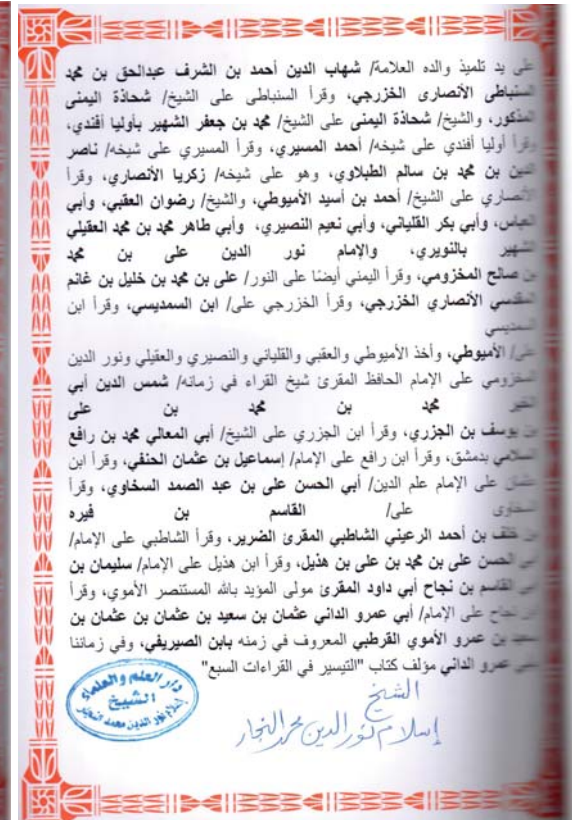 على يد تلميذ والده العلامة/ شهاب الدين أحمد بن الشرف عبدالحق بن محمد
السنباطى الأنصارى الخزرجي، وقرأ السنباطى على الشيخ/ شحاذة اليمنى
المذكور، والشيخ/ شحاذة اليمنى على الشيخ/ محمد بن جعفر الشهير بأوليا أفندي،
وقرأ أوليا أفندي على شيخه/ أحمد المسيري، وقرأ المسيري على شيخه/ ناصر
الدين بن محمد بن سالم الطبلاوي، وهو على شيخه/ زكريا الأنصاري، وقرأ
الأنصاري على الشيخ/ أحمد بن أسيد الأميوطي، والشيخ/ رضوان العقبي، وأبي
العباس، وأبي بكر القليانى، وأبي نعيم النصيري، وأبي طاهر محمد بن محمد العقيلي
الشهير بالنويري، والإمام نور الدين على بن محمد
بن صالح المخزومي، وقرأ اليمني أيضًا على النور/ على بن محمد بن خليل بن غانم
المقدسي الأنصاري الخزرجي، وقرأ الخزرجي على/ ابن السمديسي، وقرأ ابن
السمديسي
على/ الأميوطي، وأخذ الأميوطي والعقبي والقلياني والنصيري والعقيلي ونور الدين
المخزومي على الإمام الحافظ المقرئ شيخ القراء في زمانه/ شمس الدين أبي
الخير محمد بن محمد بن على
بن يوسف بن الجزري، وقرأ ابن الجزري على الشيخ/ أبي المعالي محمد بن رافع
السلامي بدمشق، وقرأ ابن رافع على الإمام/ إسماعيل بن عثمان الحنفي، وقرأ ابن
عثمان على الإمام علم الدين/ أبي الحسن على بن عبد الصمد السخاوي، وقرأ
السخاوى على/ القاسم بن فيره
بن خلف بن أحمد الرعيني الشاطبي المقرئ الضرير، وقرأ الشاطبي على الإمام/
أبي الحسن على بن محمد بن على بن هذيل، وقرأ ابن هذيل على الإمام/ سليمان بن
أبي القاسم بن نجاح أبي داود المقرئ مولى المؤيد بالله المستنصر الأموي، وقرأ
ابن نجاح على الإمام/ أبي عمرو الداني عثمان بن سعيد بن عثمان بن عثمان بن
سعيد بن عمرو الأموي القرطبي المعروف في زمنه بابن الصيريفي، وفي زماننا
بأبي عمرو الداني مؤلف كتاب "التيسير في القراءات السبع"
دار العلم والعلماء
الشيخ
إسلام نور الدين محمد النجار
الشيخ
إسلام نور الدين محمد النجار